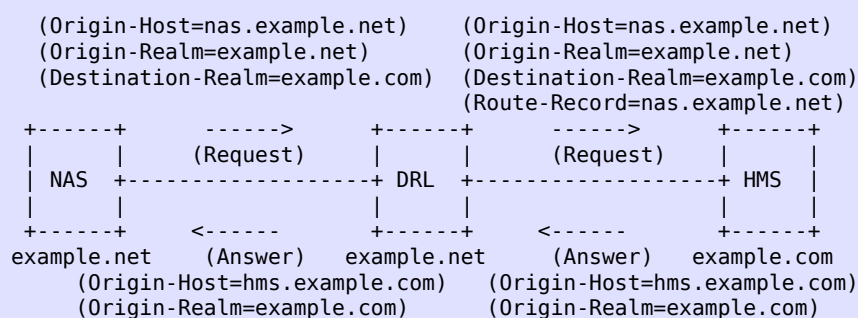 (Origin-Host=nas.example.net)    (Origin-Host=nas.example.net)
(Origin-Realm=example.net)       (Origin-Realm=example.net)
(Destination-Realm=example.com)  (Destination-Realm=example.com)
                                 (Route-Record=nas.example.net)
+------+      ------>      +------+      ------>      +------+
|      |     (Request)     |      |     (Request)     |      |
| NAS  +-------------------+ DRL  +-------------------+ HMS  |
|      |                   |      |                   |      |
+------+     <------       +------+     <------       +------+
example.net    (Answer)   example.net     (Answer)   example.com
(Origin-Host=hms.example.com)   (Origin-Host=hms.example.com)
(Origin-Realm=example.com)      (Origin-Realm=example.com)